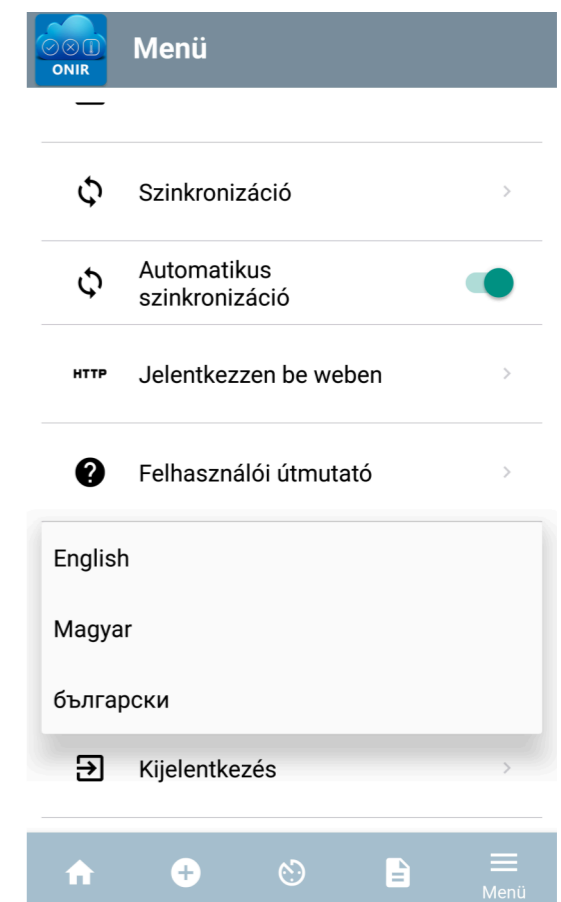 ONIR
Menü
Szinkronizáció
Automatikus
szinkronizáció
HTTP
Jelentkezzen be weben
Felhasználói útmutató
English
Magyar
български
Kijelentkezés
Menü